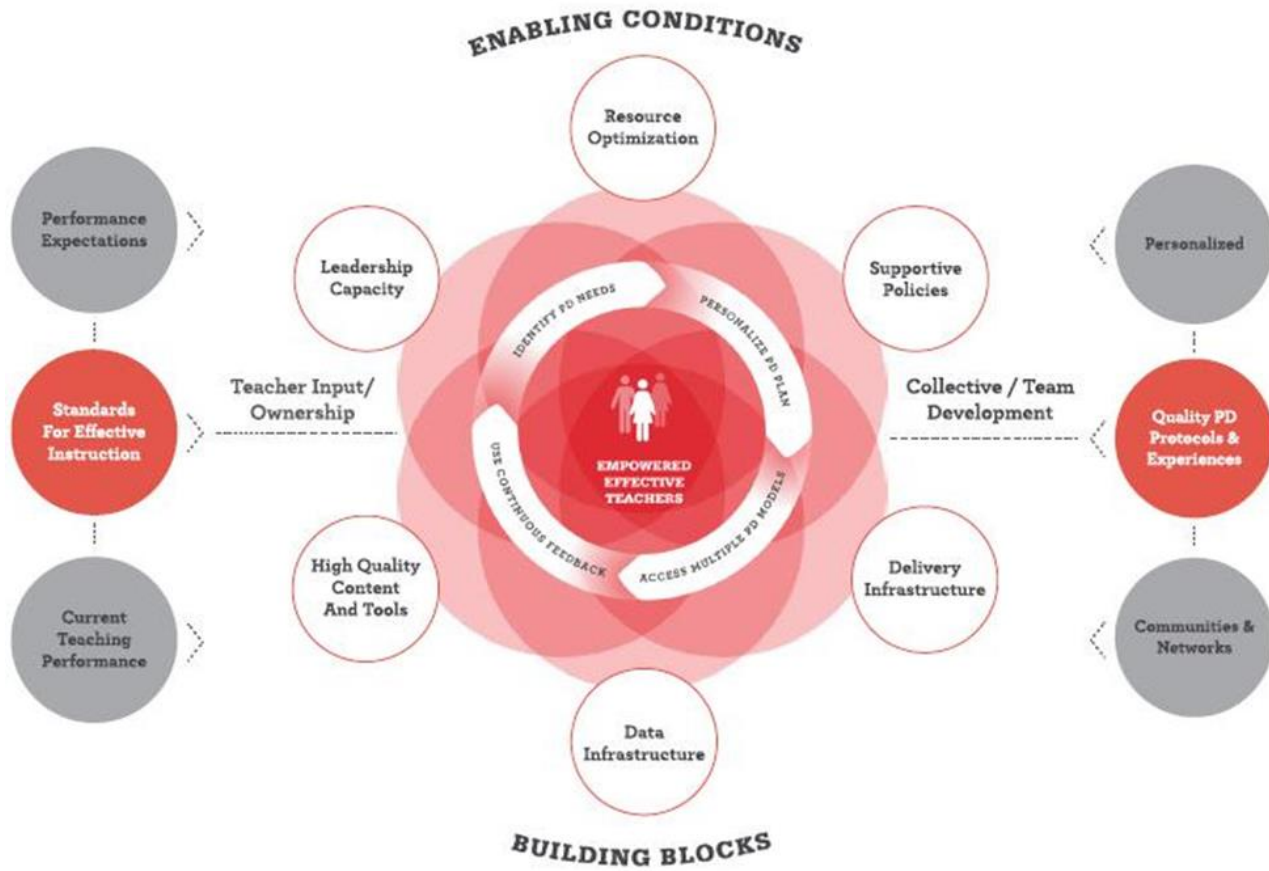 ENABLING CONDITIONS
Resource
Optimization
Performance
Expectations
Leadership
Capacity
Supportive
Policies
Personalized
IDENTIFY PD NEEDS
PERSONALIZE PD PLAN
Standards
For Effective
Instruction
Teacher Input/
Ownership
EMPOWERED
EFFECTIVE
TEACHERS
Collective / Team
Development
Quality PD
Protocols &
Experiences
USE CONTINUOUS FEEDBACK
ACCESS MULTIPLE PD MODELS
Current
Teaching
Performance
High Quality
Content
And Tools
Delivery
Infrastructure
Communities &
Networks
Data
Infrastructure
BUILDING BLOCKS